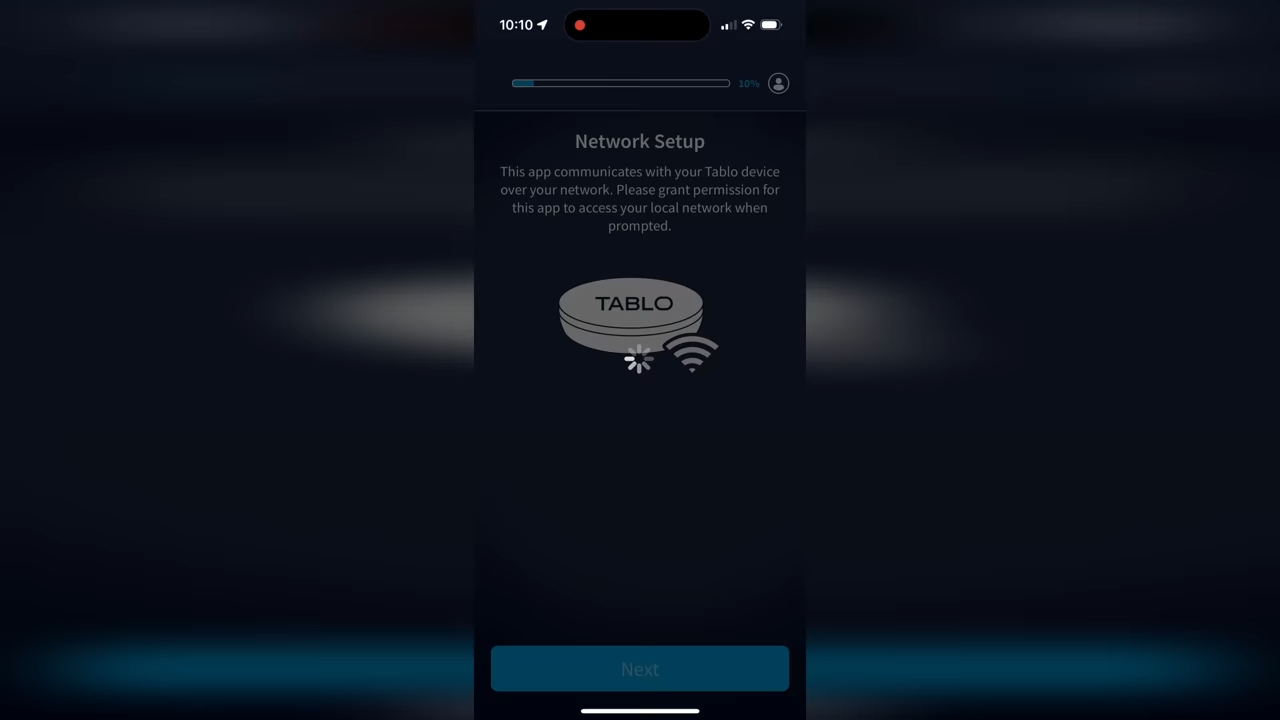 10:10
10%
Network Setup
This app communicates with your Tablo device
over your network. Please grant permission for
this app to access your local network when
prompted.
TABLO
Next